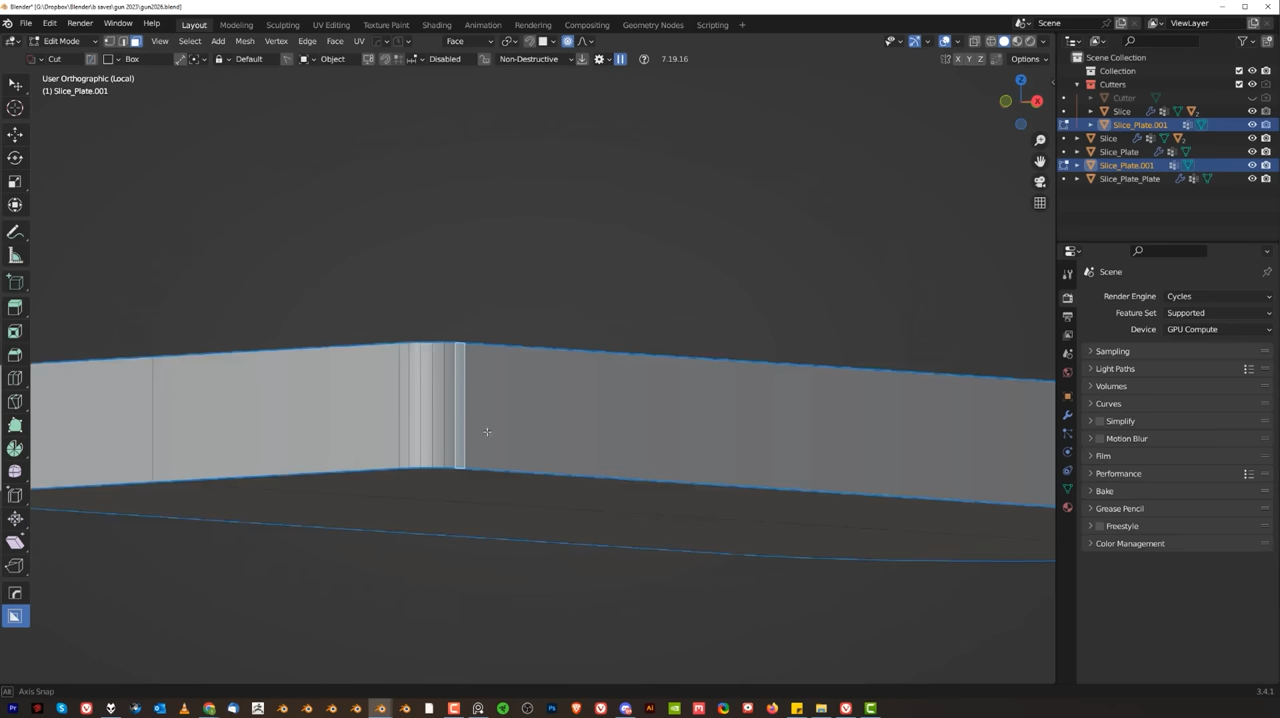 Blender* [G:\Dropbox\Blender\b saves\gun 2023\gun2026.blend]
File Edit Render Window Help Layout Modeling Sculpting UV Editing Texture Paint Shading Animation Rendering Compositing Geometry Nodes Scripting Scene ViewLayer
Edit Mode View Select Add Mesh Vertex Edge Face UV Face
Cut Box Default Object Disabled Non-Destructive 7.19.16 X Y Z Options
User Orthographic (Local)
(1) Slice_Plate.001
Z
X
Scene Collection
Collection
Cutters
Cutter
Slice 2
Slice_Plate.001
Slice 2
Slice_Plate
Slice_Plate.001
Slice_Plate_Plate
Scene
Render Engine Cycles
Feature Set Supported
Device GPU Compute
Sampling
Light Paths
Volumes
Curves
Simplify
Motion Blur
Film
Performance
Bake
Grease Pencil
Freestyle
Color Management
Alt Axis Snap 3.4.1